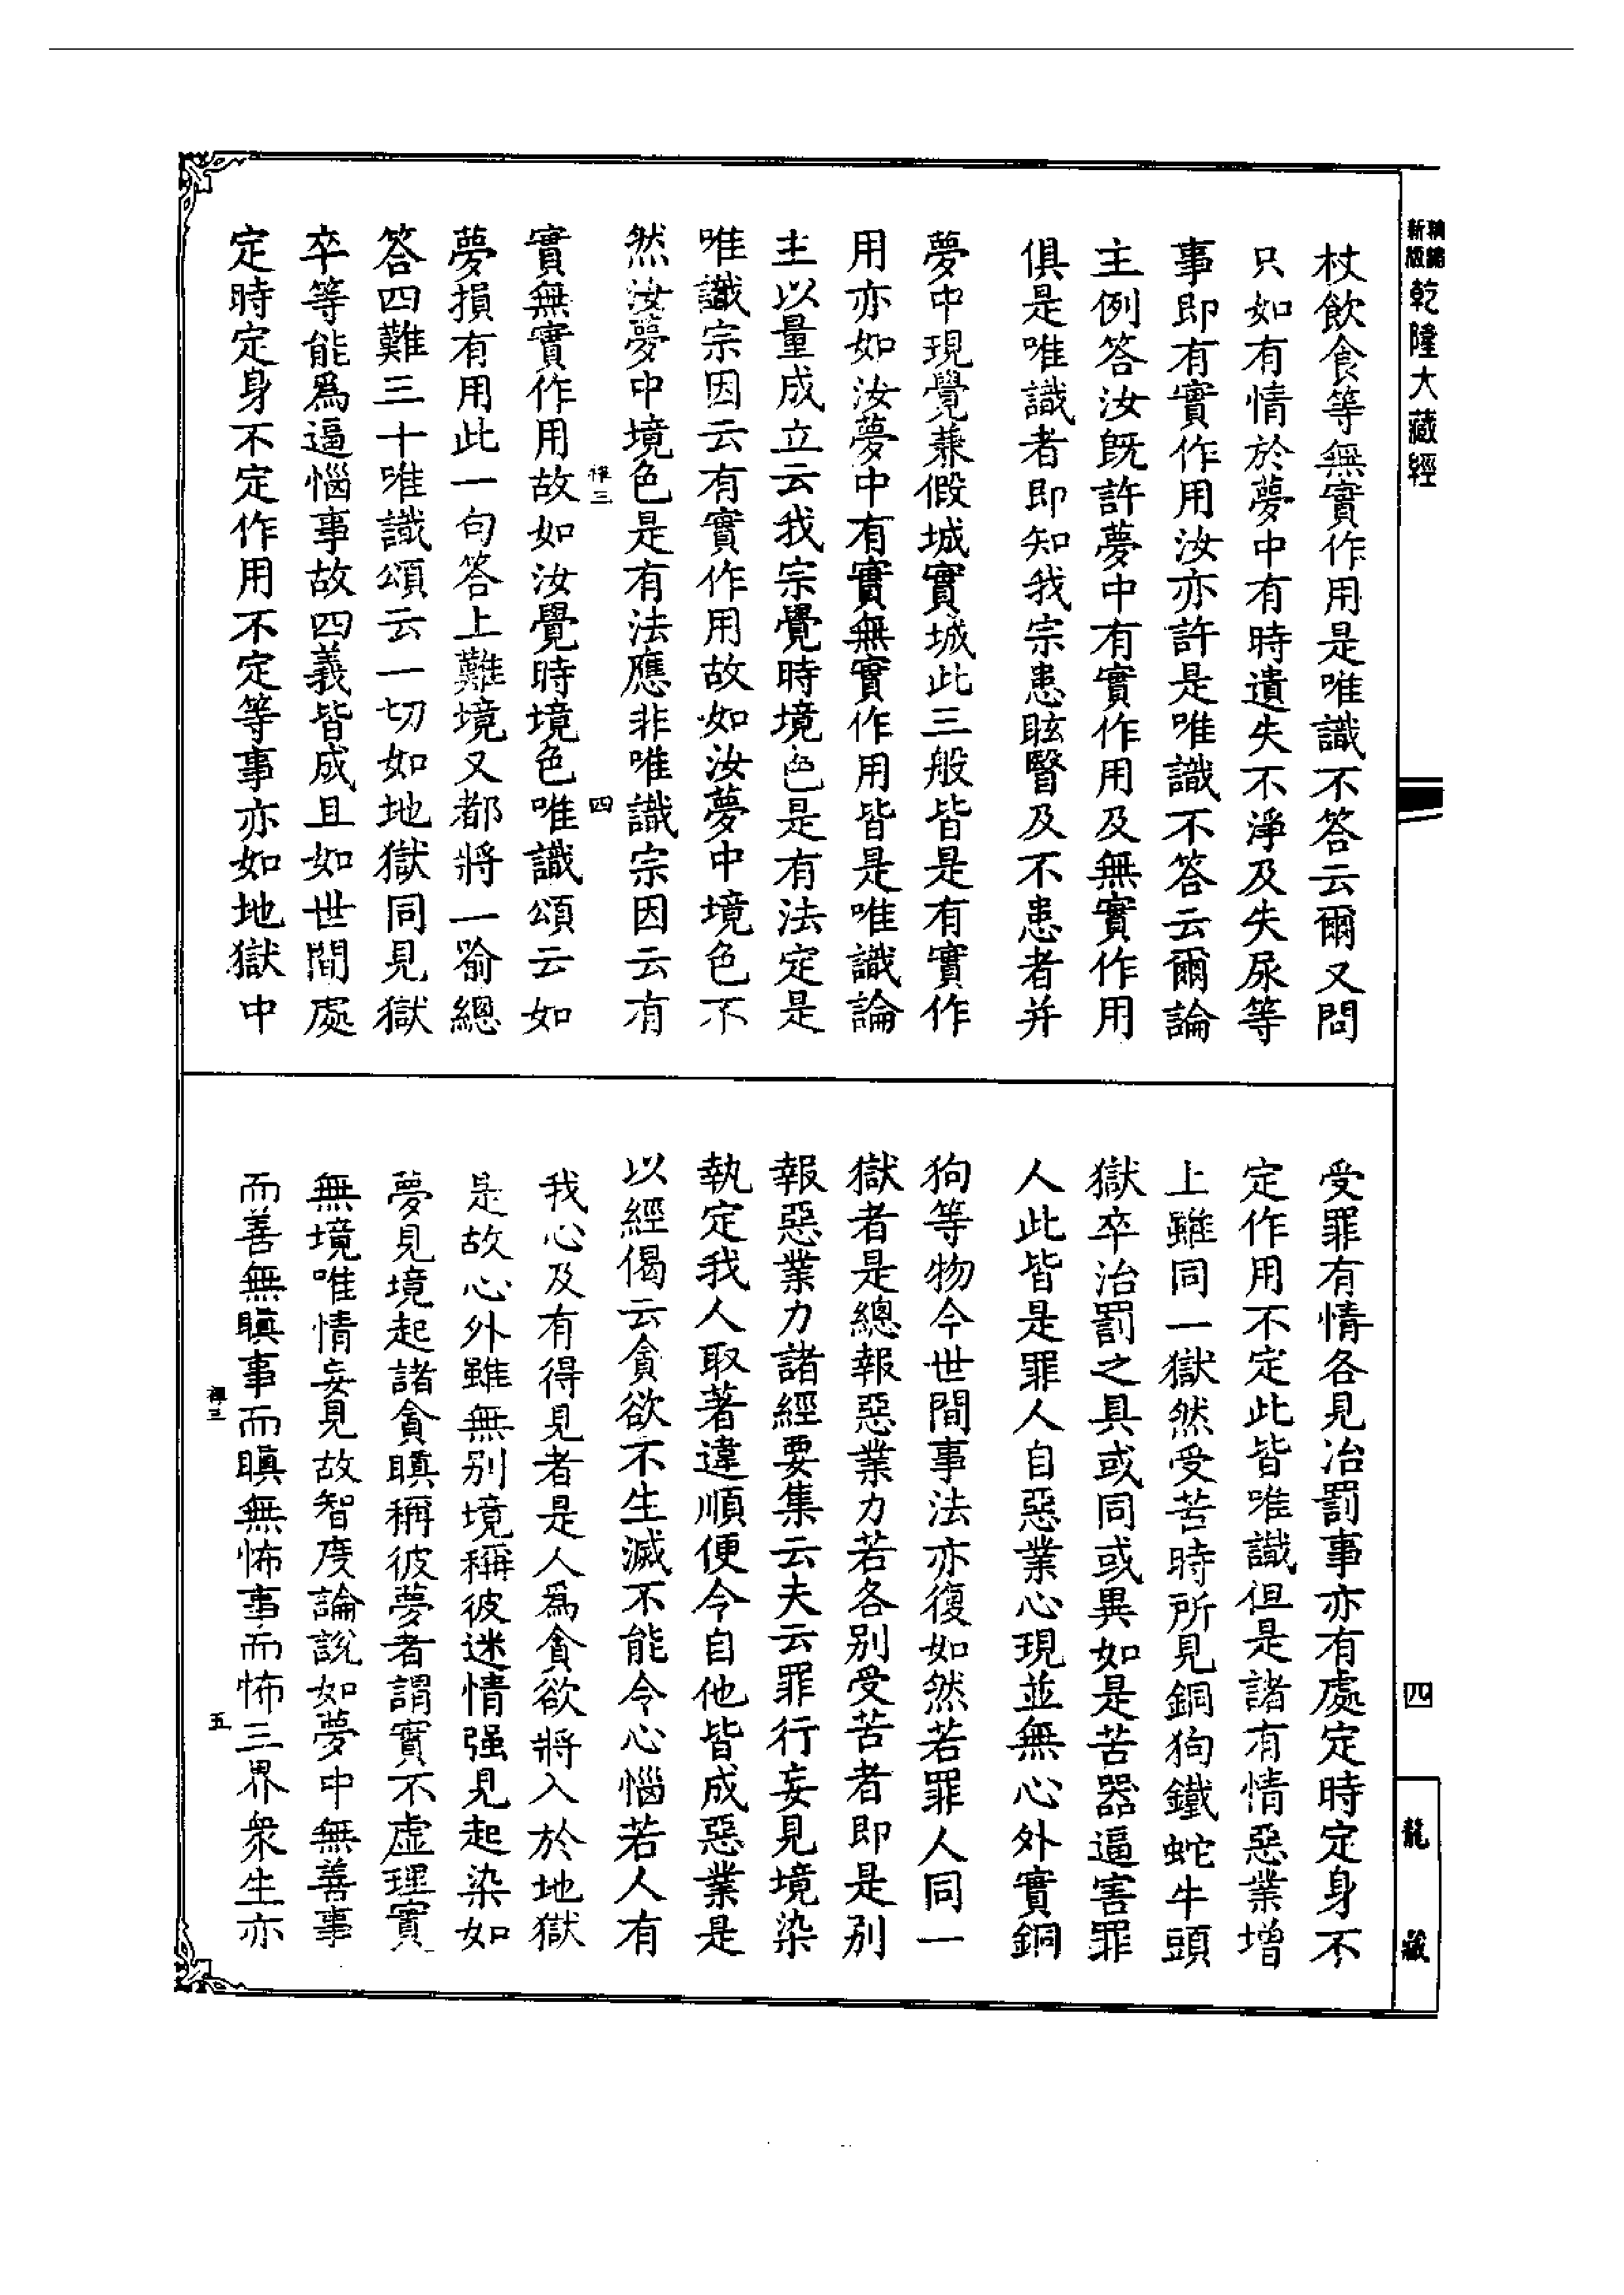 新版精縮乾隆大藏經
杖飲食等無實作用是唯識不答云爾又問
只如有情於夢中有時遺失不淨及失尿等
事即有實作用汝亦許是唯識不答云爾論
主例答汝既許夢中有實作用及無實作用
俱是唯識者即知我宗患眩瞖及不患者并
夢中現覺兼假城實城此三般皆是有實作
用亦如汝夢中有實無實作用皆是唯識論
主以量成立云我宗覺時境色是有法定是
唯識宗因云有實作用故如汝夢中境色不
然汝夢中境色是有法應非唯識宗因云有
禪三
四
實無實作用故如汝覺時境色唯識頌云如
夢損有用此一句答上難境又都將一喻總
答四難三十唯識頌云一切如地獄同見獄
卒等能爲逼惱事故四義皆成且如世間處
定時定身不定作用不定等事亦如地獄中
四
龍藏
受罪有情各見治罰事亦有處定時定身不
定作用不定此皆唯識但是諸有情惡業增
上雖同一獄然受苦時所見銅狗鐵蛇牛頭
獄卒治罰之具或同或異如是苦器逼害罪
人此皆是罪人自惡業心現並無心外實銅
狗等物今世間事法亦復如然若罪人同一
獄者是總報惡業力若各別受苦者即是別
報惡業力諸經要集云夫云罪行妄見境染
執定我人取著違順便令自他皆成惡業是
以經偈云貪欲不生滅不能令心惱若人有
我心及有得見者是人爲貪欲將入於地獄
是故心外雖無別境稱彼迷情强見起染如
夢見境起諸貪瞋稱彼夢者謂實不虛理實
無境唯情妄見故智度論說如夢中無善事
而善無瞋事而瞋無怖事而怖三界衆生亦
禪三
五